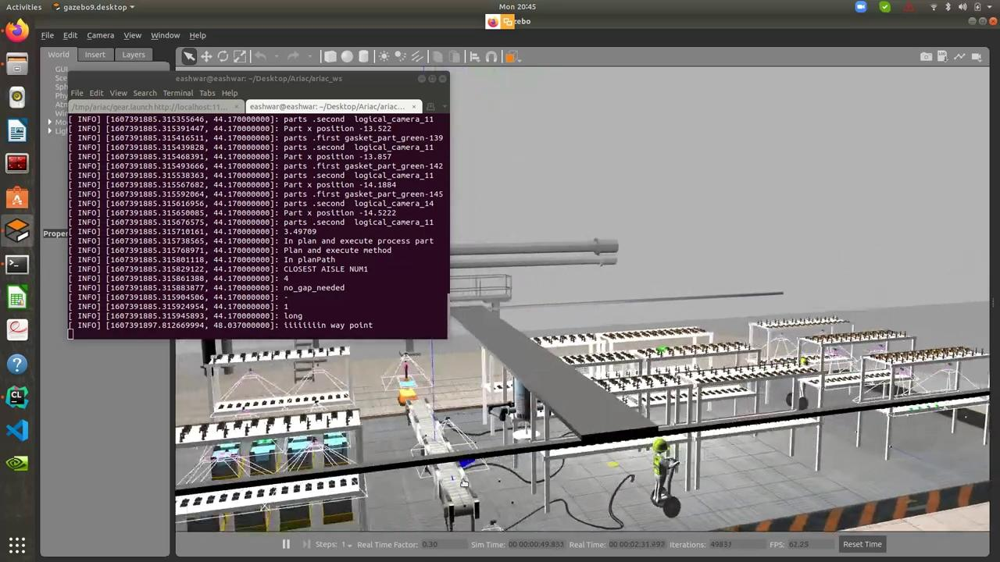 Activities
gazebo9.desktop
Mon 20:45
zebo
File Edit Camera View Window Help
World Insert Layers
GUI
Sce
Sph
Phy
Atm
Win
Mo
Ligh
Proper
eashwar@eashwar: ~/Desktop/Ariac/ariac_ws
File Edit View Search Terminal Tabs Help
/tmp/ariac/gear.launch http://localhost:11...
eashwar@eashwar: ~/Desktop/Ariac/ariac...
[ INFO] [1607391885.315355646, 44.170000000]: parts .second  logical_camera_11
[ INFO] [1607391885.315391447, 44.170000000]: Part x position -13.522
[ INFO] [1607391885.315416511, 44.170000000]: parts .first gasket_part_green-139
[ INFO] [1607391885.315439828, 44.170000000]: parts .second  logical_camera_11
[ INFO] [1607391885.315468391, 44.170000000]: Part x position -13.857
[ INFO] [1607391885.315493666, 44.170000000]: parts .first gasket_part_green-142
[ INFO] [1607391885.315538363, 44.170000000]: parts .second  logical_camera_11
[ INFO] [1607391885.315567682, 44.170000000]: Part x position -14.1884
[ INFO] [1607391885.315592064, 44.170000000]: parts .first gasket_part_green-145
[ INFO] [1607391885.315616956, 44.170000000]: parts .second  logical_camera_14
[ INFO] [1607391885.315650085, 44.170000000]: Part x position -14.5222
[ INFO] [1607391885.315676575, 44.170000000]: parts .second  logical_camera_11
[ INFO] [1607391885.315710161, 44.170000000]: 3.49709
[ INFO] [1607391885.315738565, 44.170000000]: In plan and execute process part
[ INFO] [1607391885.315768971, 44.170000000]: Plan and execute method
[ INFO] [1607391885.315801118, 44.170000000]: In planPath
[ INFO] [1607391885.315829122, 44.170000000]: CLOSEST AISLE NUM1
[ INFO] [1607391885.315861388, 44.170000000]: 4
[ INFO] [1607391885.315883877, 44.170000000]: no_gap_needed
[ INFO] [1607391885.315904506, 44.170000000]: -
[ INFO] [1607391885.315924954, 44.170000000]: 1
[ INFO] [1607391885.315945893, 44.170000000]: long
[ INFO] [1607391897.812669994, 48.037000000]: iiiiiiiin way point
Steps: 1 Real Time Factor: 0.30 Sim Time: 00 00:00:49.831 Real Time: 00 00:02:31.897 Iterations: 49831 FPS: 62.25 Reset Time